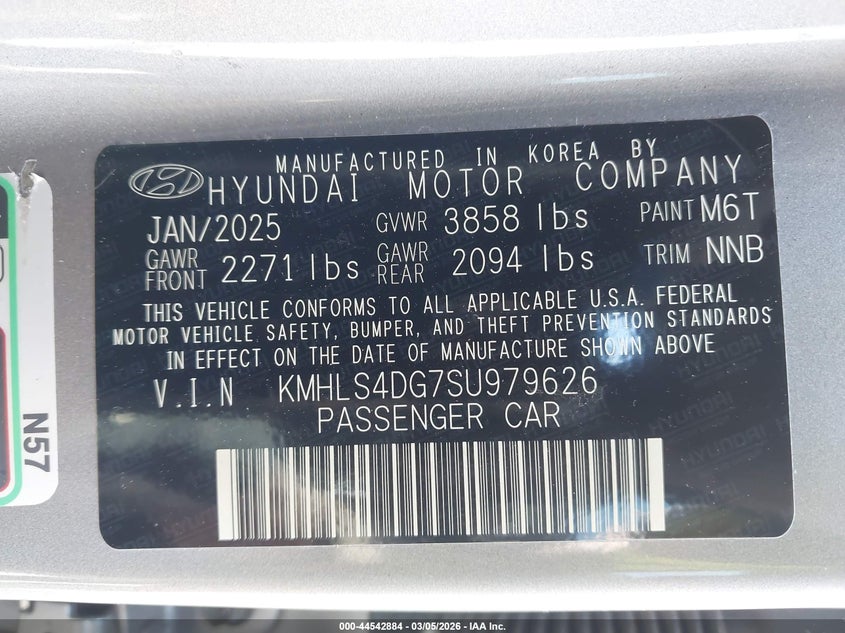 MANUFACTURED IN KOREA BY
HYUNDAI MOTOR COMPANY
JAN/2025 GVWR 3858 lbs PAINT M6T
GAWR FRONT 2271 lbs GAWR REAR 2094 lbs TRIM NNB
THIS VEHICLE CONFORMS TO ALL APPLICABLE U.S.A. FEDERAL
MOTOR VEHICLE SAFETY, BUMPER, AND THEFT PREVENTION STANDARDS
IN EFFECT ON THE DATE OF MANUFACTURE SHOWN ABOVE
V.I.N KMHLS4DG7SU979626
PASSENGER CAR
N57
000-44542884 - 03/05/2026 - IAA Inc.